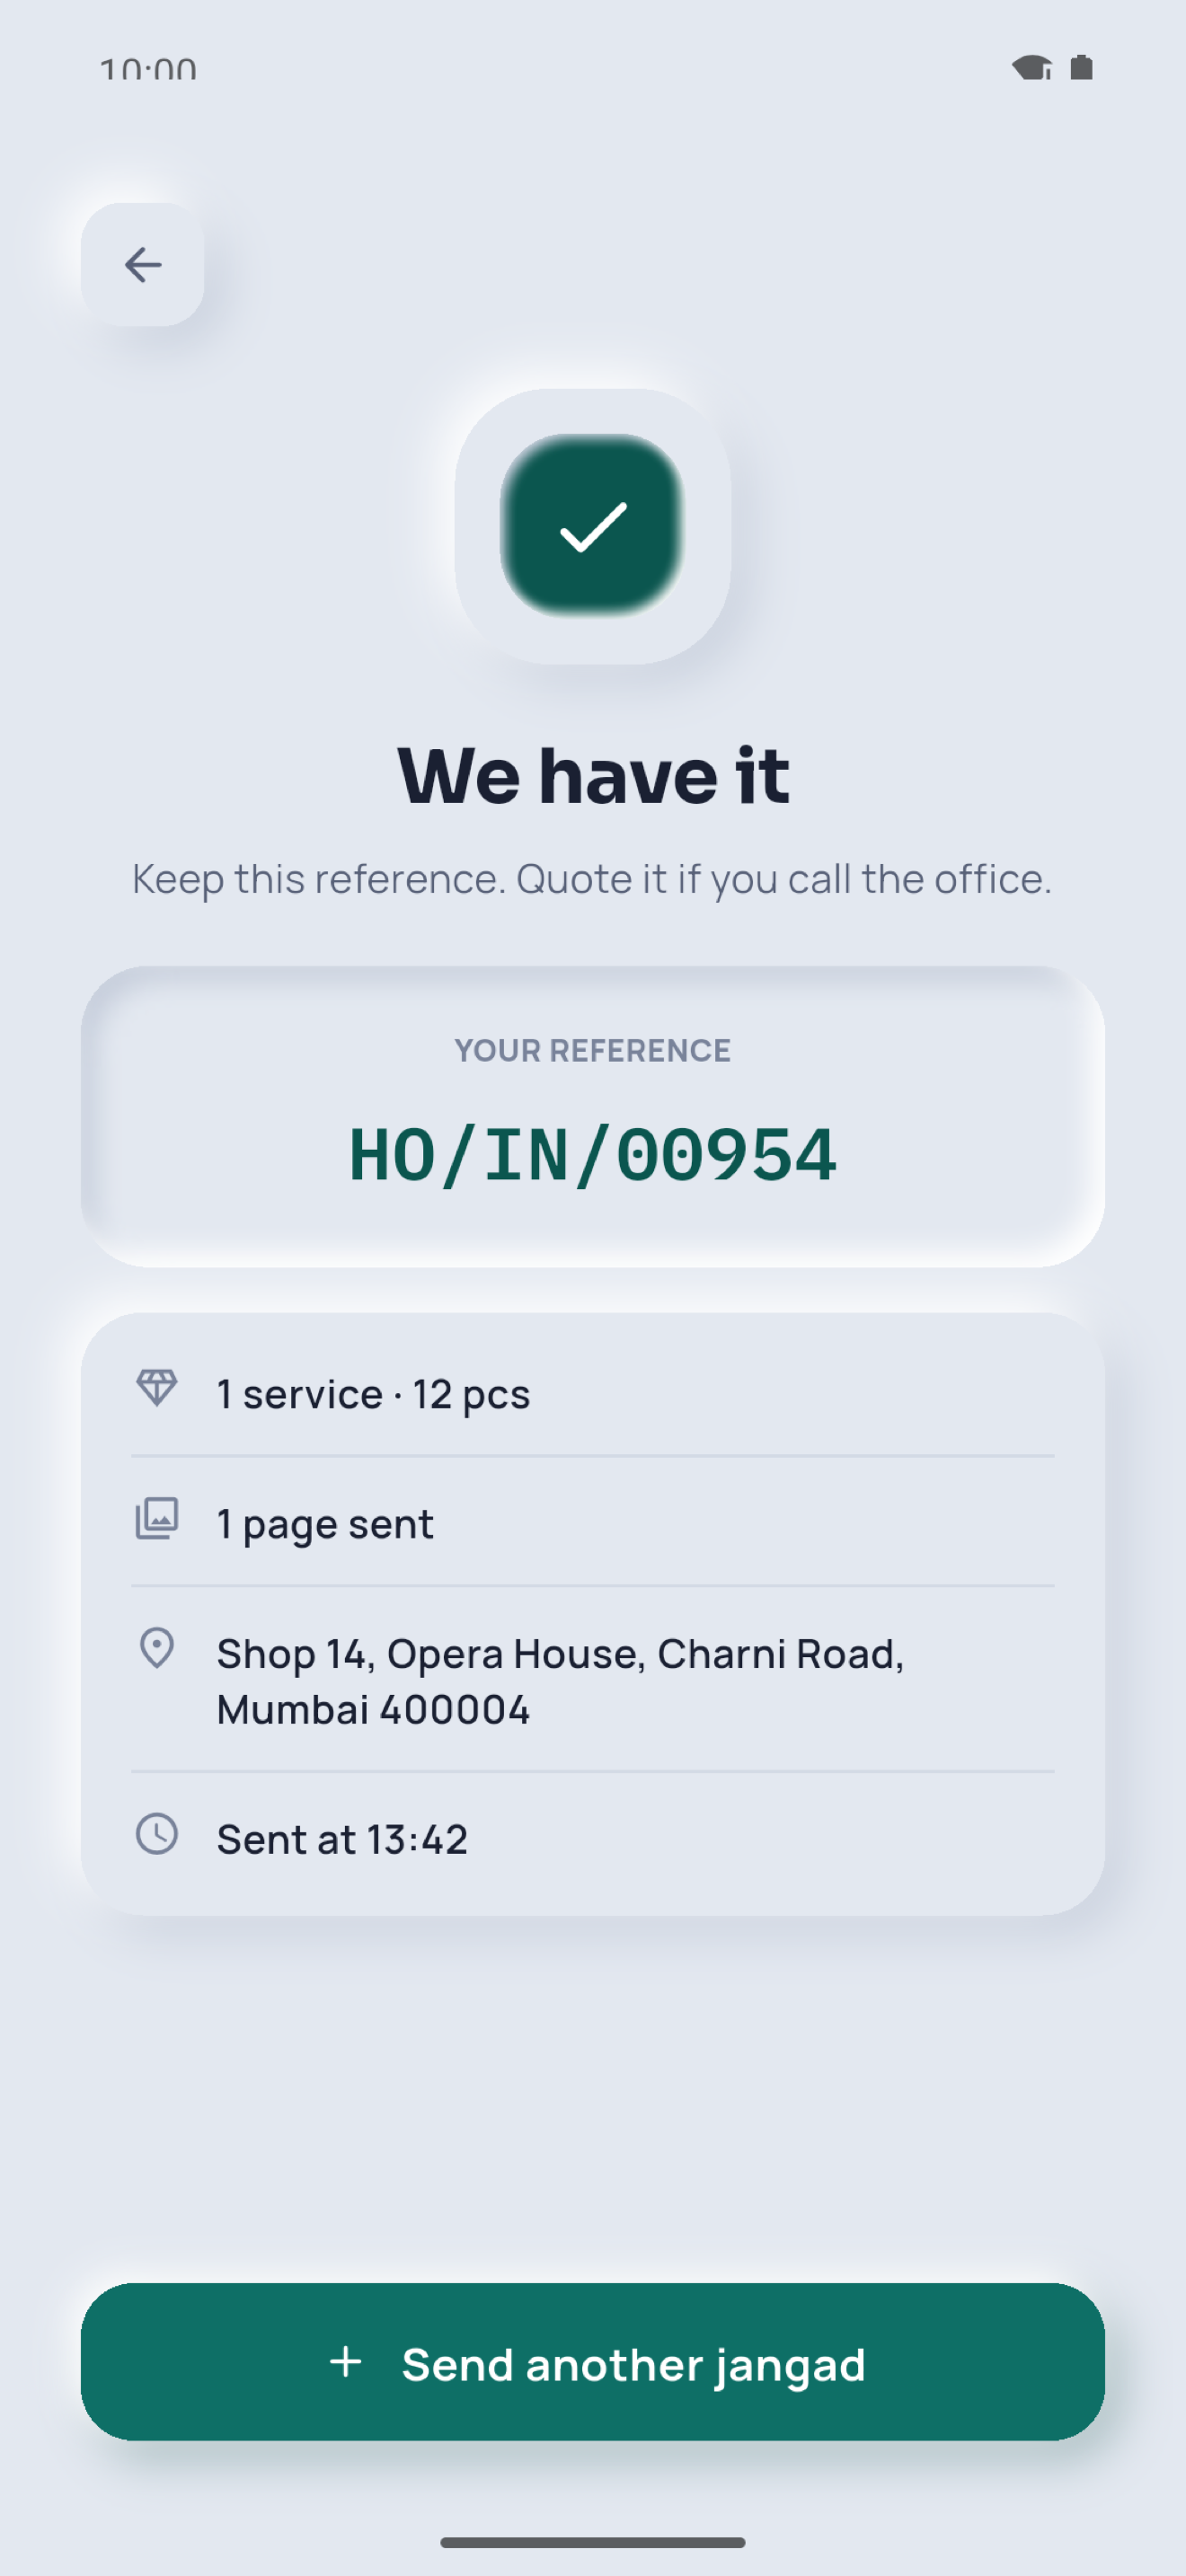 10:00
We have it
Keep this reference. Quote it if you call the office.
YOUR REFERENCE
HO/IN/00954
1 service · 12 pcs
1 page sent
Shop 14, Opera House, Charni Road,
Mumbai 400004
Sent at 13:42
+ Send another jangad